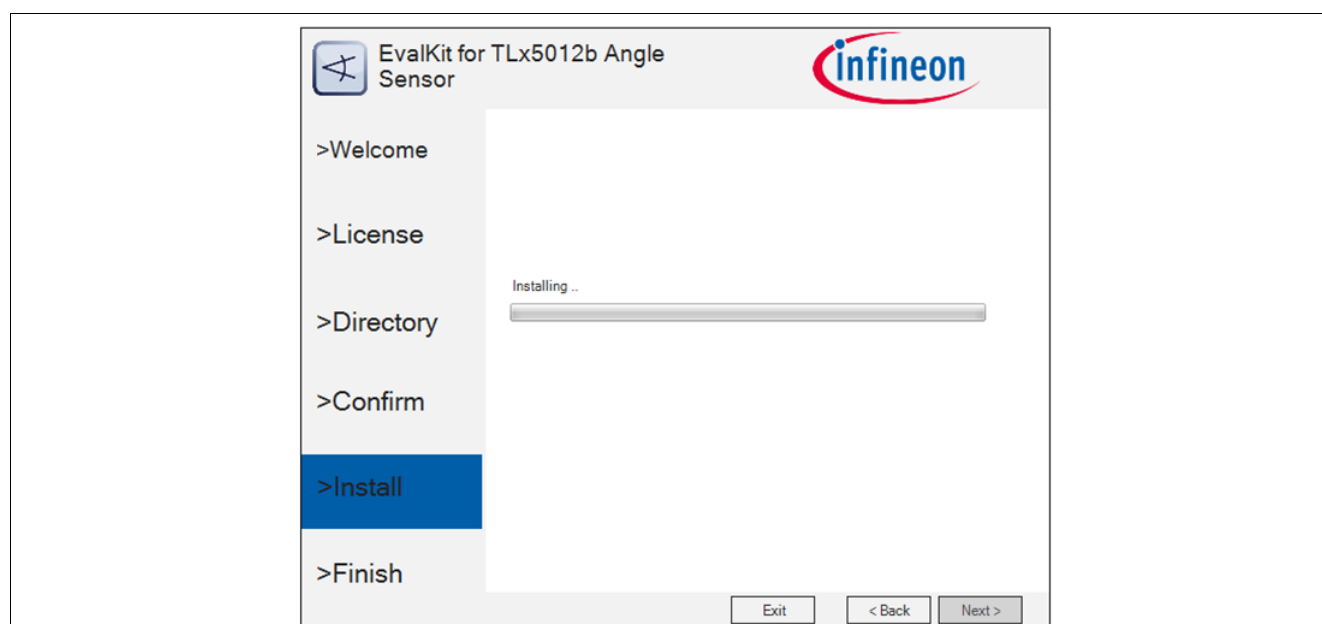 EvalKit for TLx5012b Angle
Sensor
infineon
>Welcome
>License
>Directory
>Confirm
>Install
>Finish
Installing ..
Exit
< Back
Next >